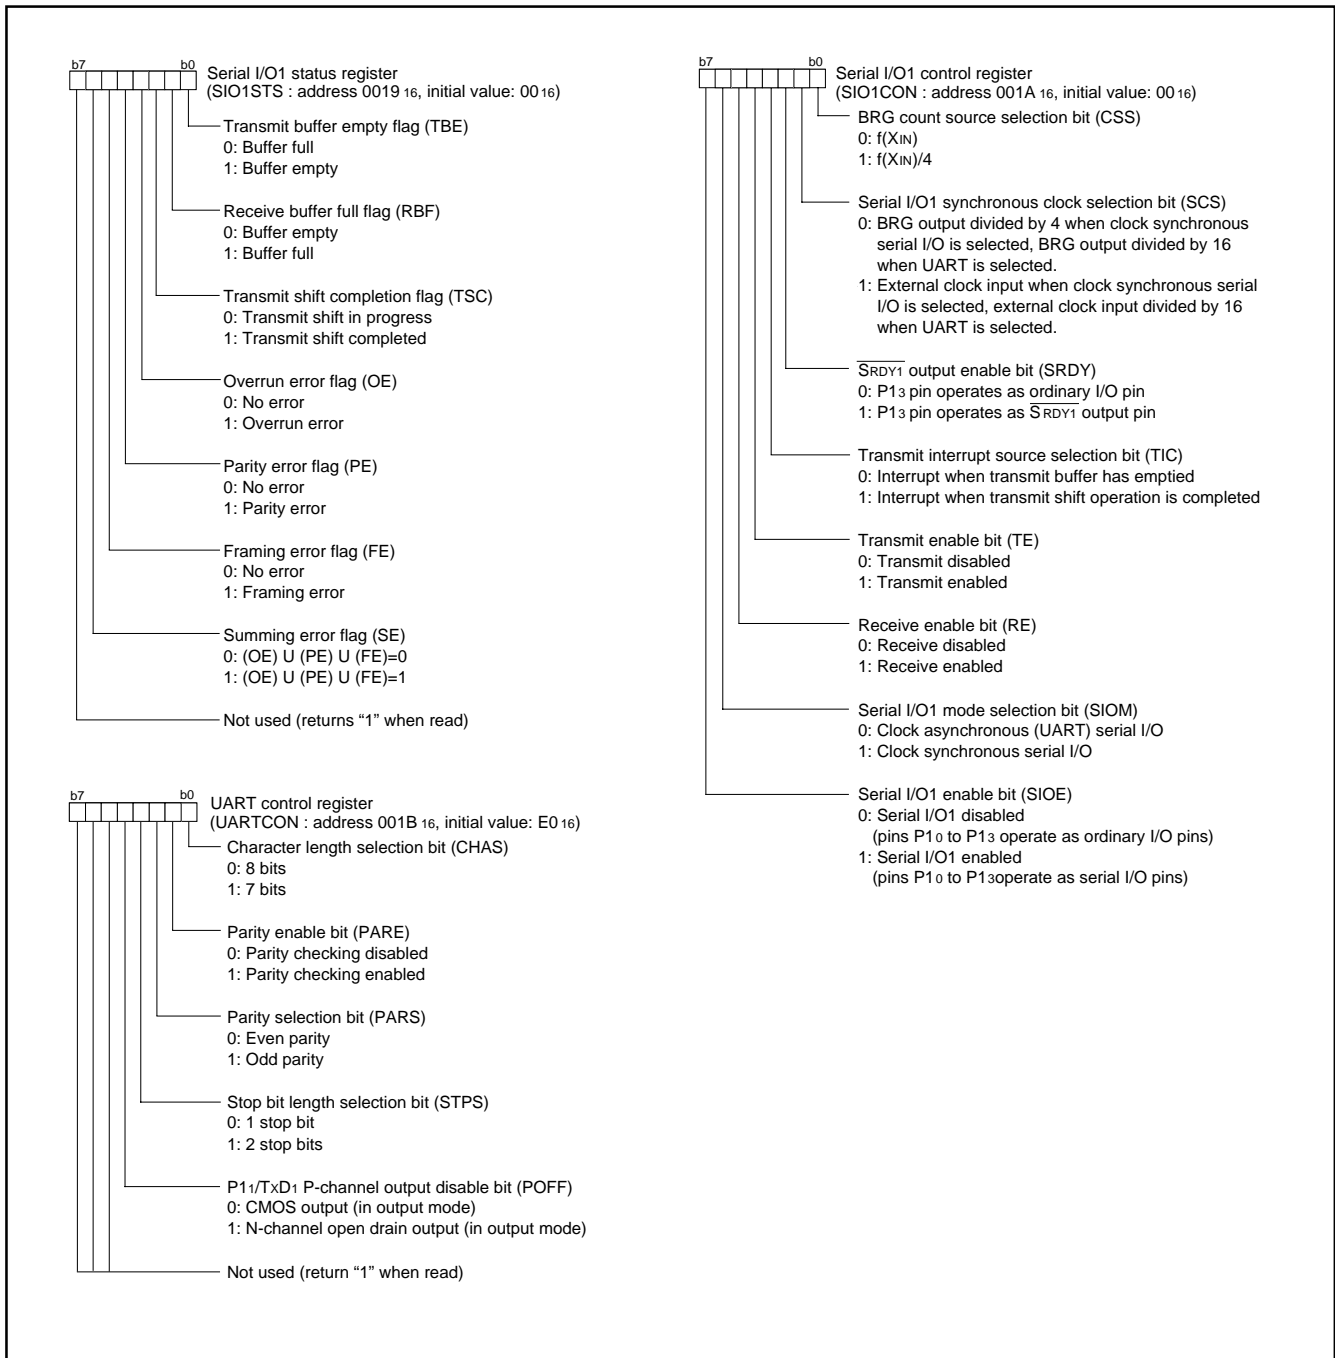 b7 b0
Serial I/O1 status register
(SIO1STS : address 0019 16, initial value: 00 16)
Transmit buffer empty flag (TBE)
0: Buffer full
1: Buffer empty
Receive buffer full flag (RBF)
0: Buffer empty
1: Buffer full
Transmit shift completion flag (TSC)
0: Transmit shift in progress
1: Transmit shift completed
Overrun error flag (OE)
0: No error
1: Overrun error
Parity error flag (PE)
0: No error
1: Parity error
Framing error flag (FE)
0: No error
1: Framing error
Summing error flag (SE)
0: (OE) U (PE) U (FE)=0
1: (OE) U (PE) U (FE)=1
Not used (returns “1” when read)
b7 b0
UART control register
(UARTCON : address 001B 16, initial value: E0 16)
Character length selection bit (CHAS)
0: 8 bits
1: 7 bits
Parity enable bit (PARE)
0: Parity checking disabled
1: Parity checking enabled
Parity selection bit (PARS)
0: Even parity
1: Odd parity
Stop bit length selection bit (STPS)
0: 1 stop bit
1: 2 stop bits
P11/TXD1 P-channel output disable bit (POFF)
0: CMOS output (in output mode)
1: N-channel open drain output (in output mode)
Not used (return “1” when read)
b7 b0
Serial I/O1 control register
(SIO1CON : address 001A 16, initial value: 00 16)
BRG count source selection bit (CSS)
0: f(XIN)
1: f(XIN)/4
Serial I/O1 synchronous clock selection bit (SCS)
0: BRG output divided by 4 when clock synchronous
serial I/O is selected, BRG output divided by 16
when UART is selected.
1: External clock input when clock synchronous serial
I/O is selected, external clock input divided by 16
when UART is selected.
SRDY1 output enable bit (SRDY)
0: P13 pin operates as ordinary I/O pin
1: P13 pin operates as SRDY1 output pin
Transmit interrupt source selection bit (TIC)
0: Interrupt when transmit buffer has emptied
1: Interrupt when transmit shift operation is completed
Transmit enable bit (TE)
0: Transmit disabled
1: Transmit enabled
Receive enable bit (RE)
0: Receive disabled
1: Receive enabled
Serial I/O1 mode selection bit (SIOM)
0: Clock asynchronous (UART) serial I/O
1: Clock synchronous serial I/O
Serial I/O1 enable bit (SIOE)
0: Serial I/O1 disabled
(pins P10 to P13 operate as ordinary I/O pins)
1: Serial I/O1 enabled
(pins P10 to P13operate as serial I/O pins)